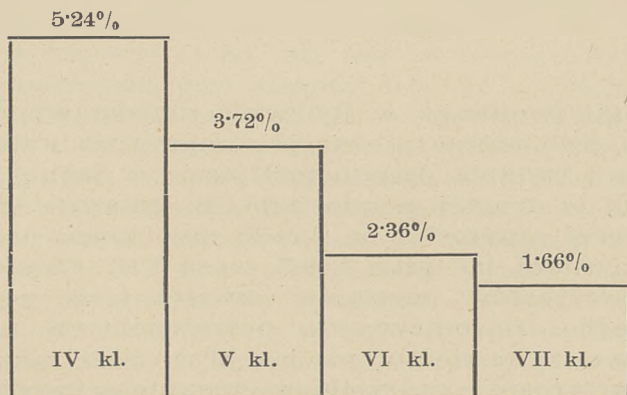 5·24%
3·72%
2·36%
1·66%
IV kl.
V kl.
VI kl.
VII kl.